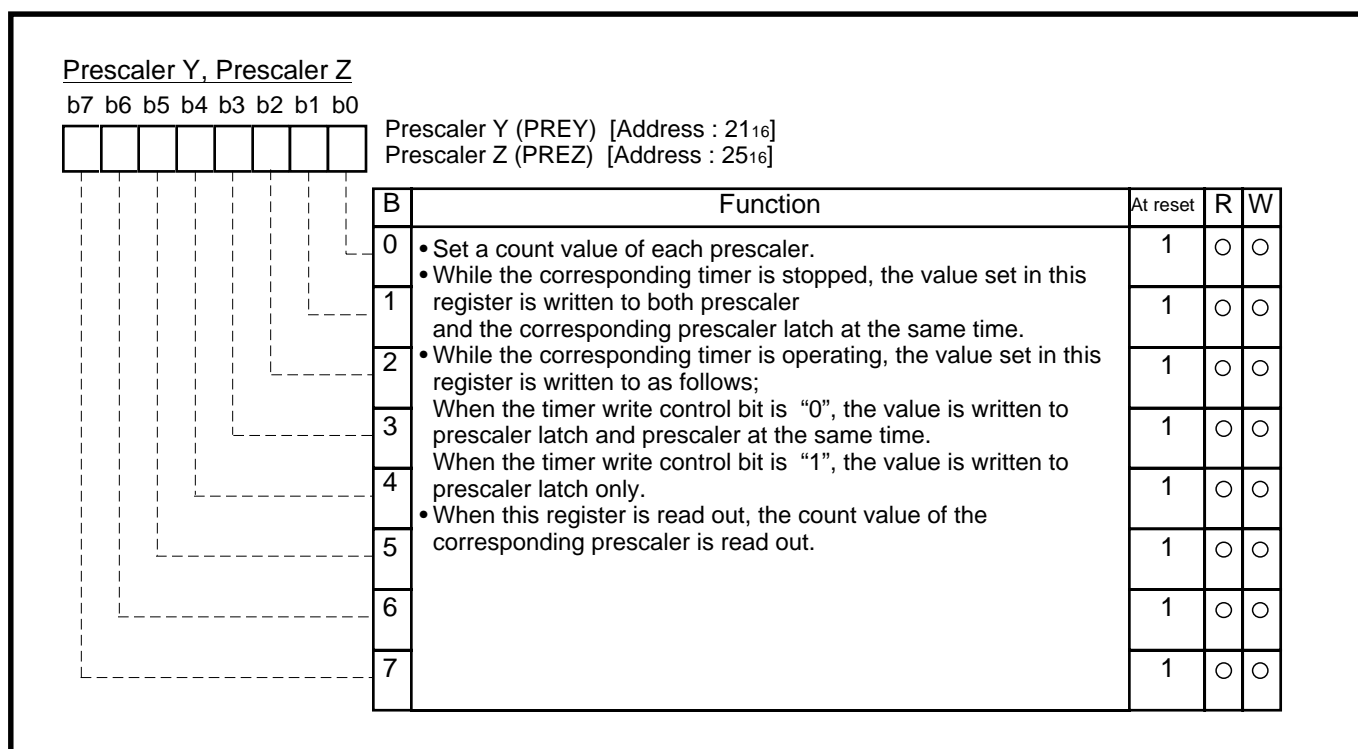 Prescaler Y, Prescaler Z
b7 b6 b5 b4 b3 b2 b1 b0
Prescaler Y (PREY) [Address : 2116]
Prescaler Z (PREZ) [Address : 2516]
B Function At reset R W
0 • Set a count value of each prescaler. 1 ○ ○
• While the corresponding timer is stopped, the value set in this
1 register is written to both prescaler 1 ○ ○
and the corresponding prescaler latch at the same time.
2 • While the corresponding timer is operating, the value set in this 1 ○ ○
register is written to as follows;
When the timer write control bit is “0”, the value is written to
3 prescaler latch and prescaler at the same time. 1 ○ ○
When the timer write control bit is “1”, the value is written to
4 prescaler latch only. 1 ○ ○
• When this register is read out, the count value of the
5 corresponding prescaler is read out. 1 ○ ○
6 1 ○ ○
7 1 ○ ○